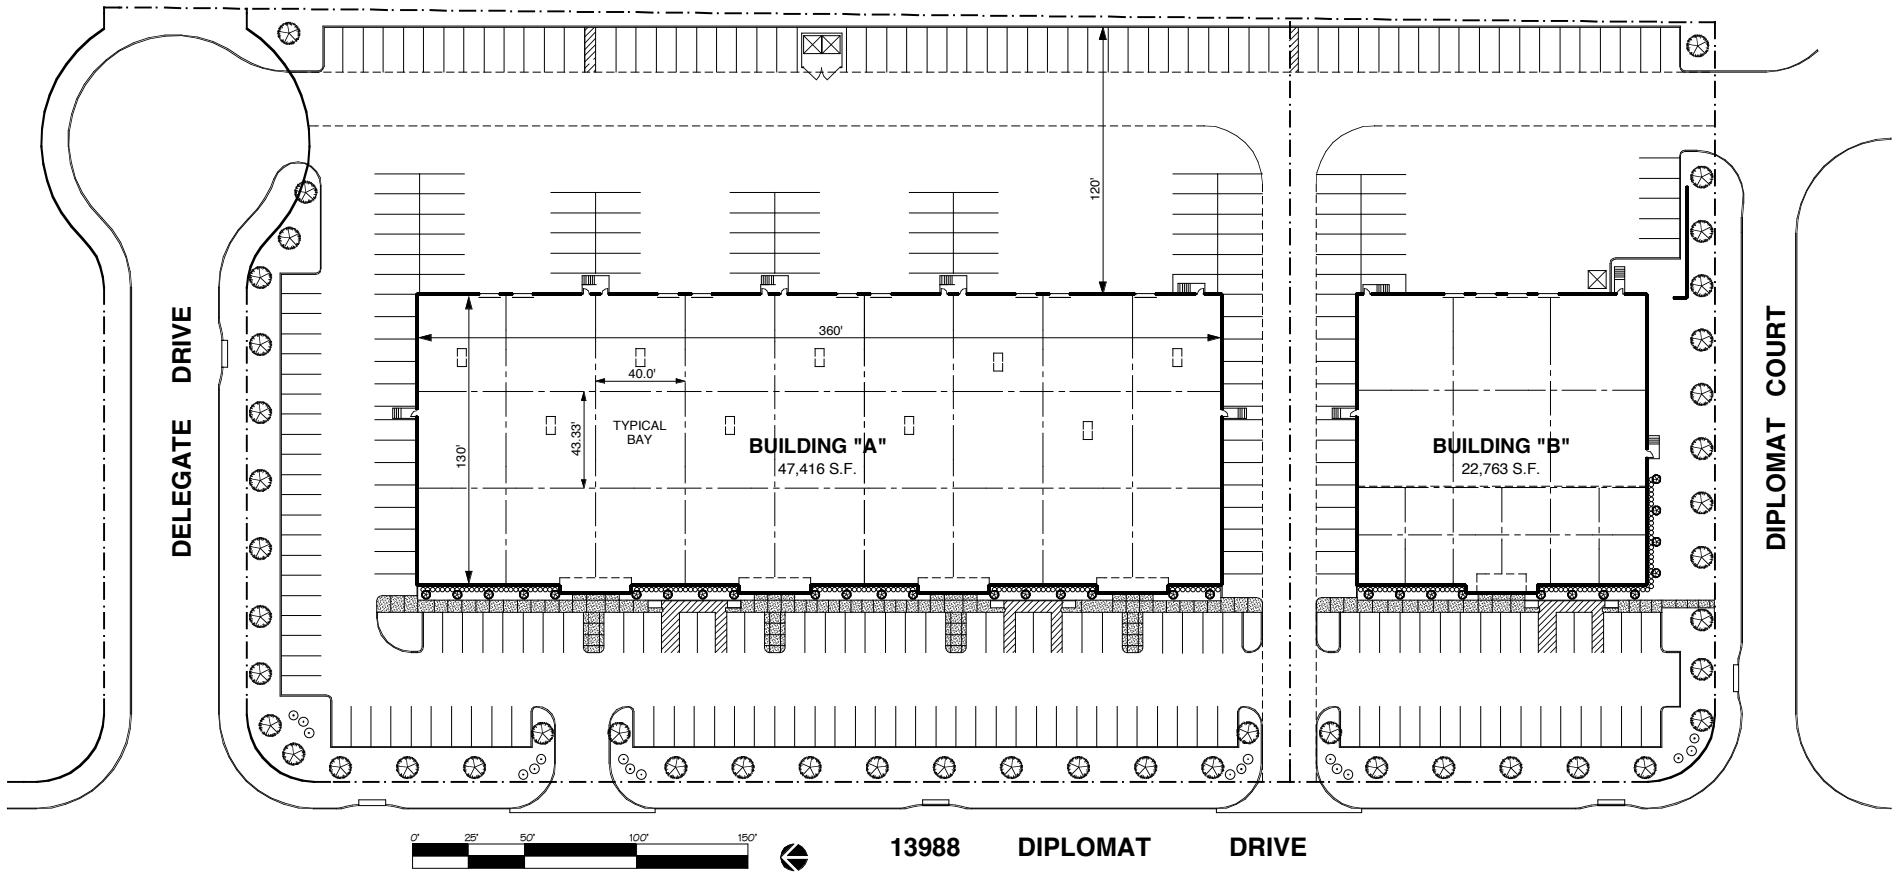 120'
360'
40.0'
TYPICAL
BAY
43.33'
130'
BUILDING "A"
47,416 S.F.
BUILDING "B"
22,763 S.F.
DELEGATE DRIVE
DIPLOMAT COURT
0' 25' 50' 100' 150'
13988 DIPLOMAT DRIVE